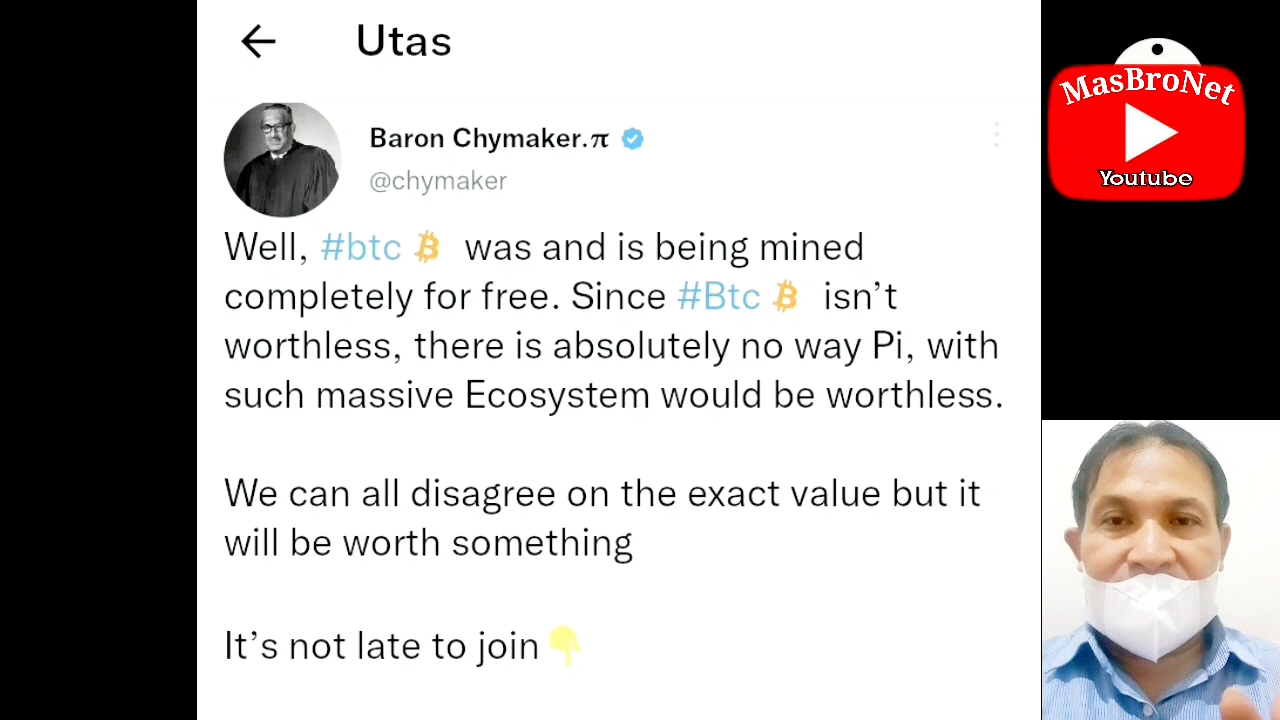 Utas
Baron Chymaker.π
@chymaker
Well, #btc was and is being mined
completely for free. Since #Btc isn’t
worthless, there is absolutely no way Pi, with
such massive Ecosystem would be worthless.
We can all disagree on the exact value but it
will be worth something
It’s not late to join👇
MasBroNet
Youtube